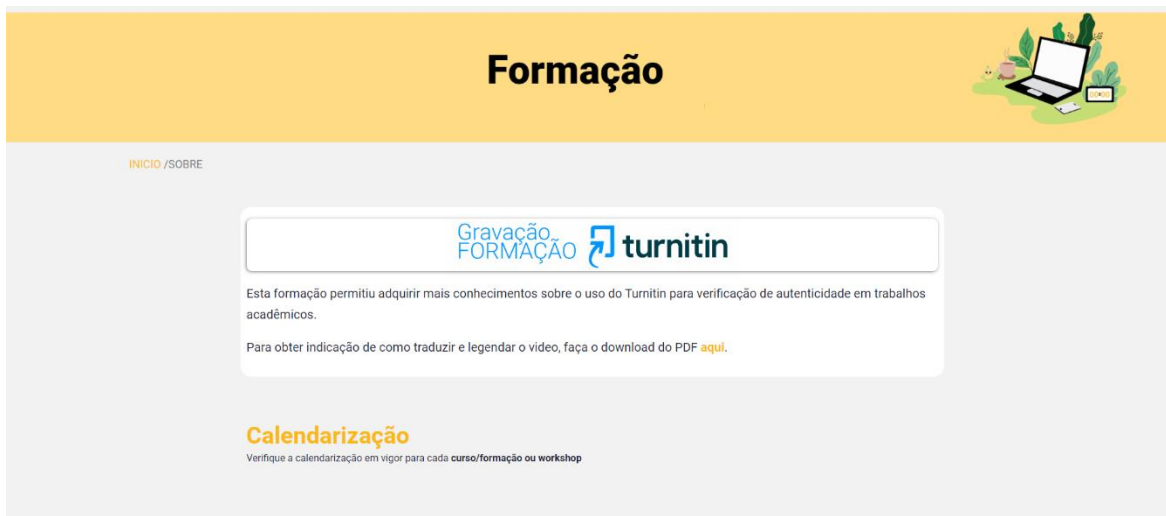 Formação
INICIO /SOBRE
Gravação
FORMAÇÃO
turnitin
Esta formação permitiu adquirir mais conhecimentos sobre o uso do Turnitin para verificação de autenticidade em trabalhos
acadêmicos.
Para obter indicação de como traduzir e legendar o video, faça o download do PDF aqui.
Calendarização
Verifique a calendarização em vigor para cada curso/formação ou workshop